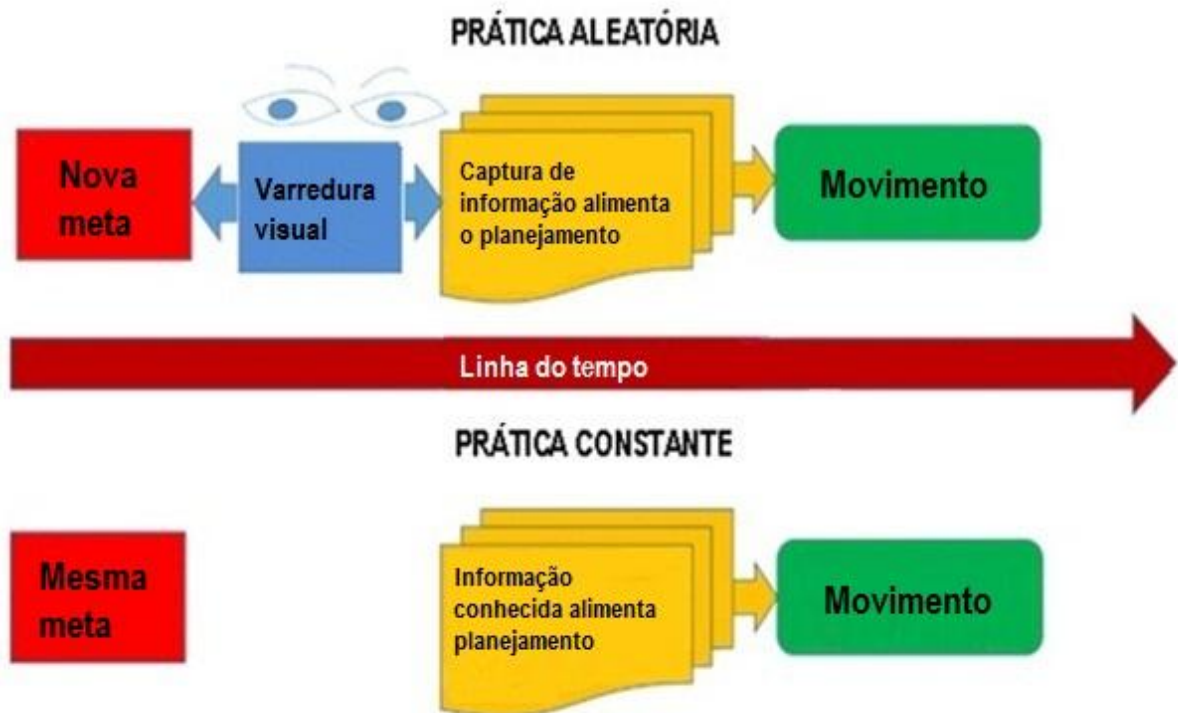 PRÁTICA ALEATÓRIA
Nova
meta
Varredura
visual
Captura de
informação alimenta
o planejamento
Movimento
Linha do tempo
PRÁTICA CONSTANTE
Mesma
meta
Informação
conhecida alimenta
planejamento
Movimento